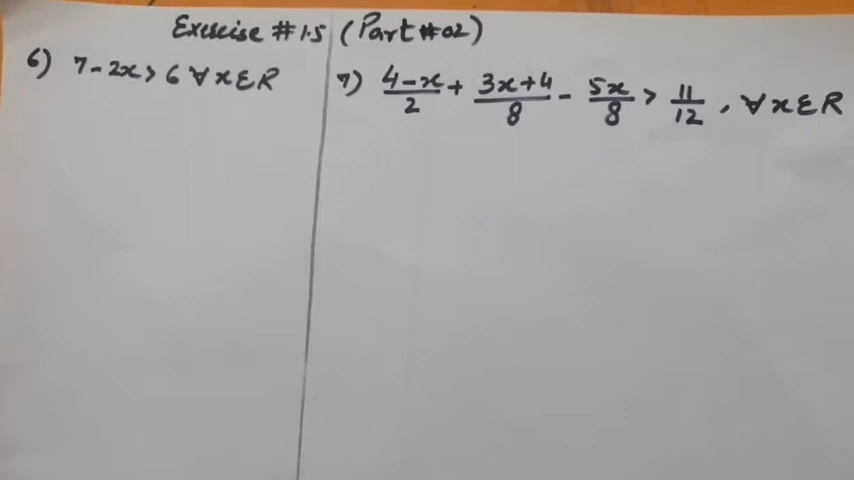 Exercise #1.5 (Part #02)
6) 7-2x > 6 ∀ x ε R
7) 4-x/2 + 3x+4/8 - 5x/8 > 11/12 , ∀ x ε R